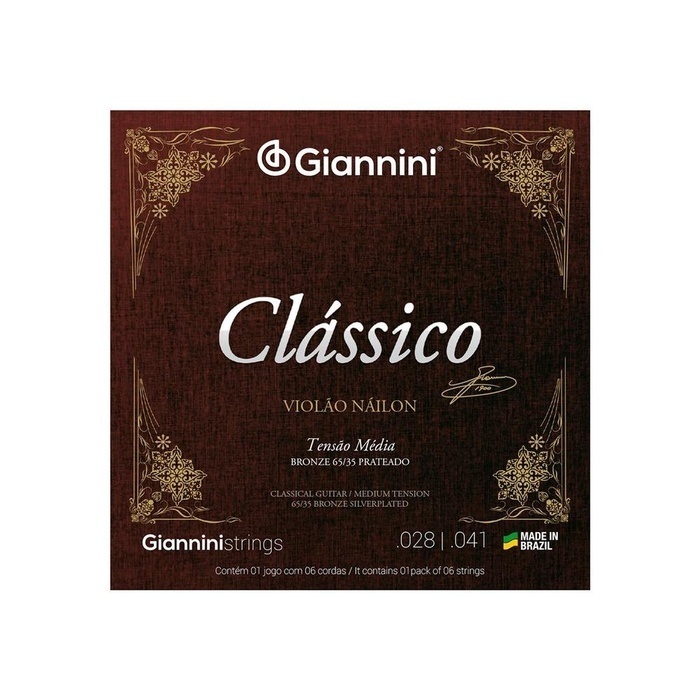 Giannini®
Clássico
1900
VIOLÃO NÁILON
Tensão Média
BRONZE 65/35 PRATEADO
CLASSICAL GUITAR / MEDIUM TENSION
65/35 BRONZE SILVERPLATED
Gianninistrings
.028 | .041
MADE IN
BRAZIL
Contém 01 jogo com 06 cordas / It contains 01 pack of 06 strings